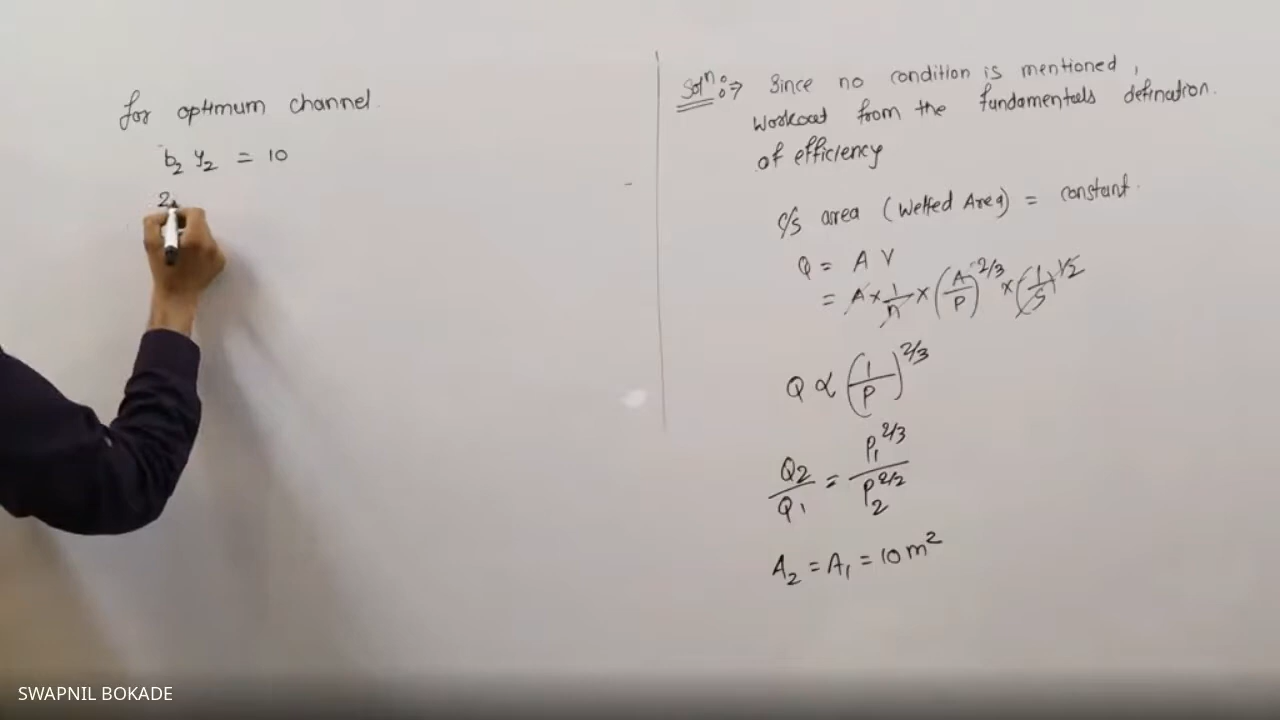 for optimum channel.
b₂ y₂ = 10
2
Solⁿ :⇒ Since no condition is mentioned,
workout from the fundamentals defination.
of efficiency
c/s area (Wetted Area) = constant.
Q = A V
= A × 1/n × (A/P)^2/3 × (1/S)^1/2
Q ∝ (1/P)^2/3
Q2/Q1 = P₁^2/3 / P₂^2/2
A₂ = A₁ = 10 m²
SWAPNIL BOKADE